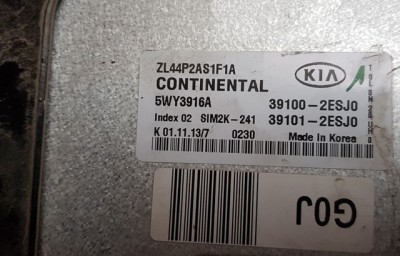 ZL44P2AS1F1A
CONTINENTAL
KIA
5WY3916A
39100-2ESJ0
Index 02 SIM2K-241
39101-2ESJ0
K 01.11.13/7 0230 Made in Korea
G0J